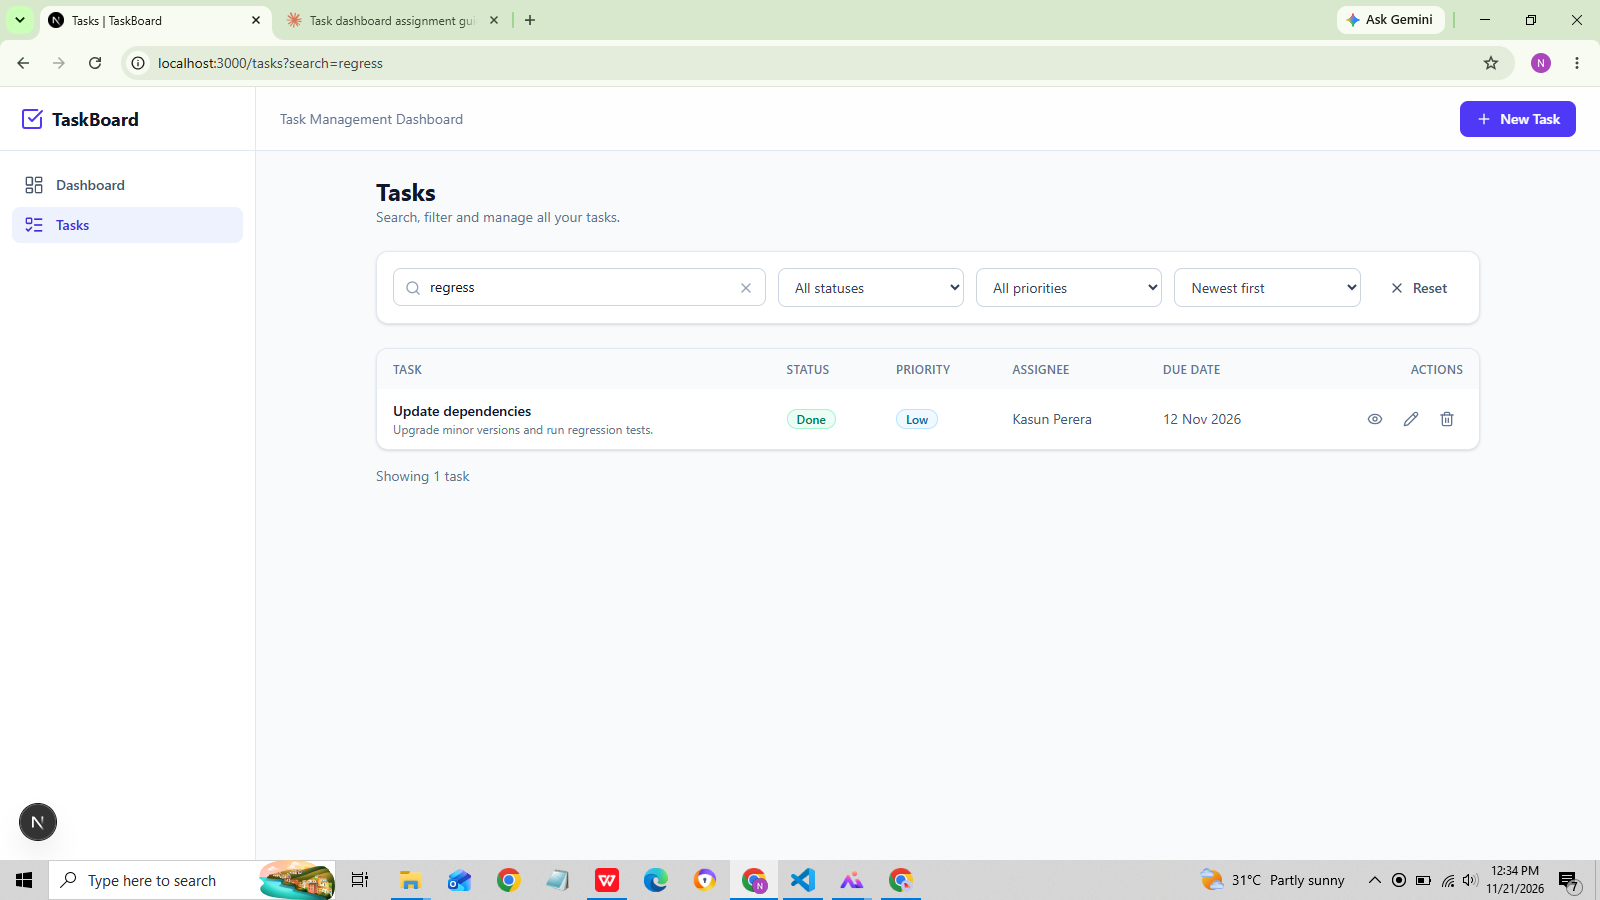 Tasks | TaskBoard
Task dashboard assignment gui
Ask Gemini
localhost:3000/tasks?search=regress
N
TaskBoard
Task Management Dashboard
New Task
Dashboard
Tasks
Tasks
Search, filter and manage all your tasks.
regress
All statuses
All priorities
Newest first
Reset
TASK
STATUS
PRIORITY
ASSIGNEE
DUE DATE
ACTIONS
Update dependencies
Upgrade minor versions and run regression tests.
Done
Low
Kasun Perera
12 Nov 2026
Showing 1 task
N
Type here to search
31°C Partly sunny
12:34 PM
11/21/2026
7